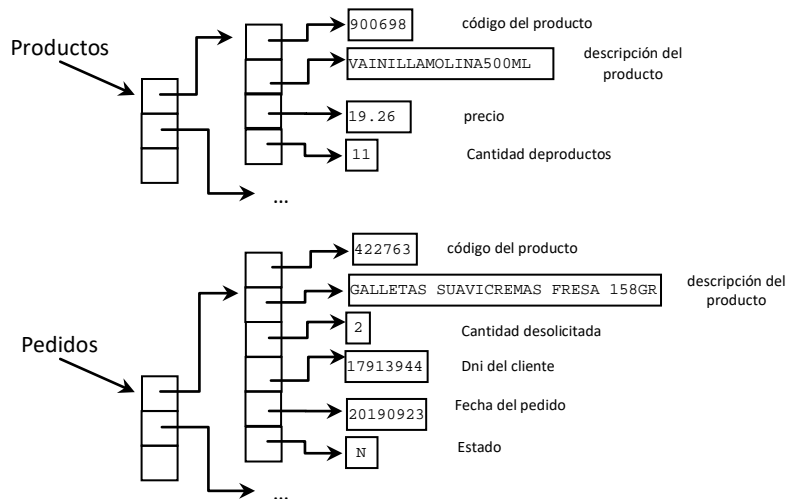 Productos
900698
código del producto
VAINILLAMOLINA500ML
descripción del
producto
19.26
precio
11
Cantidad deproductos
...
Pedidos
422763
código del producto
GALLETAS SUAVICREMAS FRESA 158GR
descripción del
producto
2
Cantidad desolicitada
17913944
Dni del cliente
20190923
Fecha del pedido
N
Estado
...